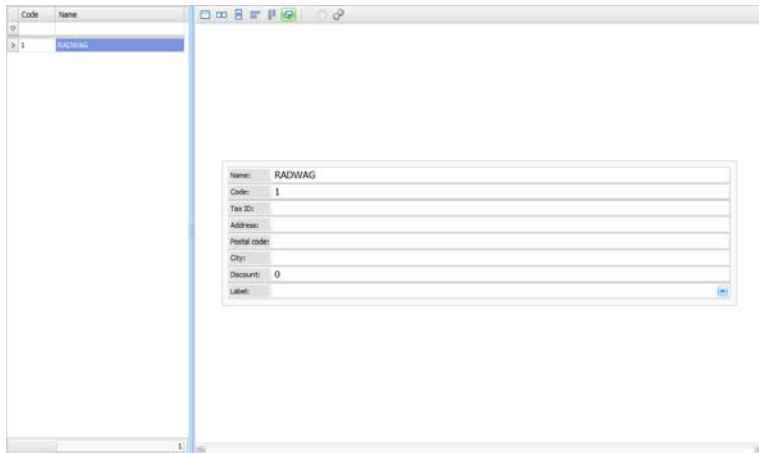 Code Name
1 RADWAG
Name: RADWAG
Code: 1
Tax ID:
Address:
Postal code:
City:
Discount: 0
Label:
1